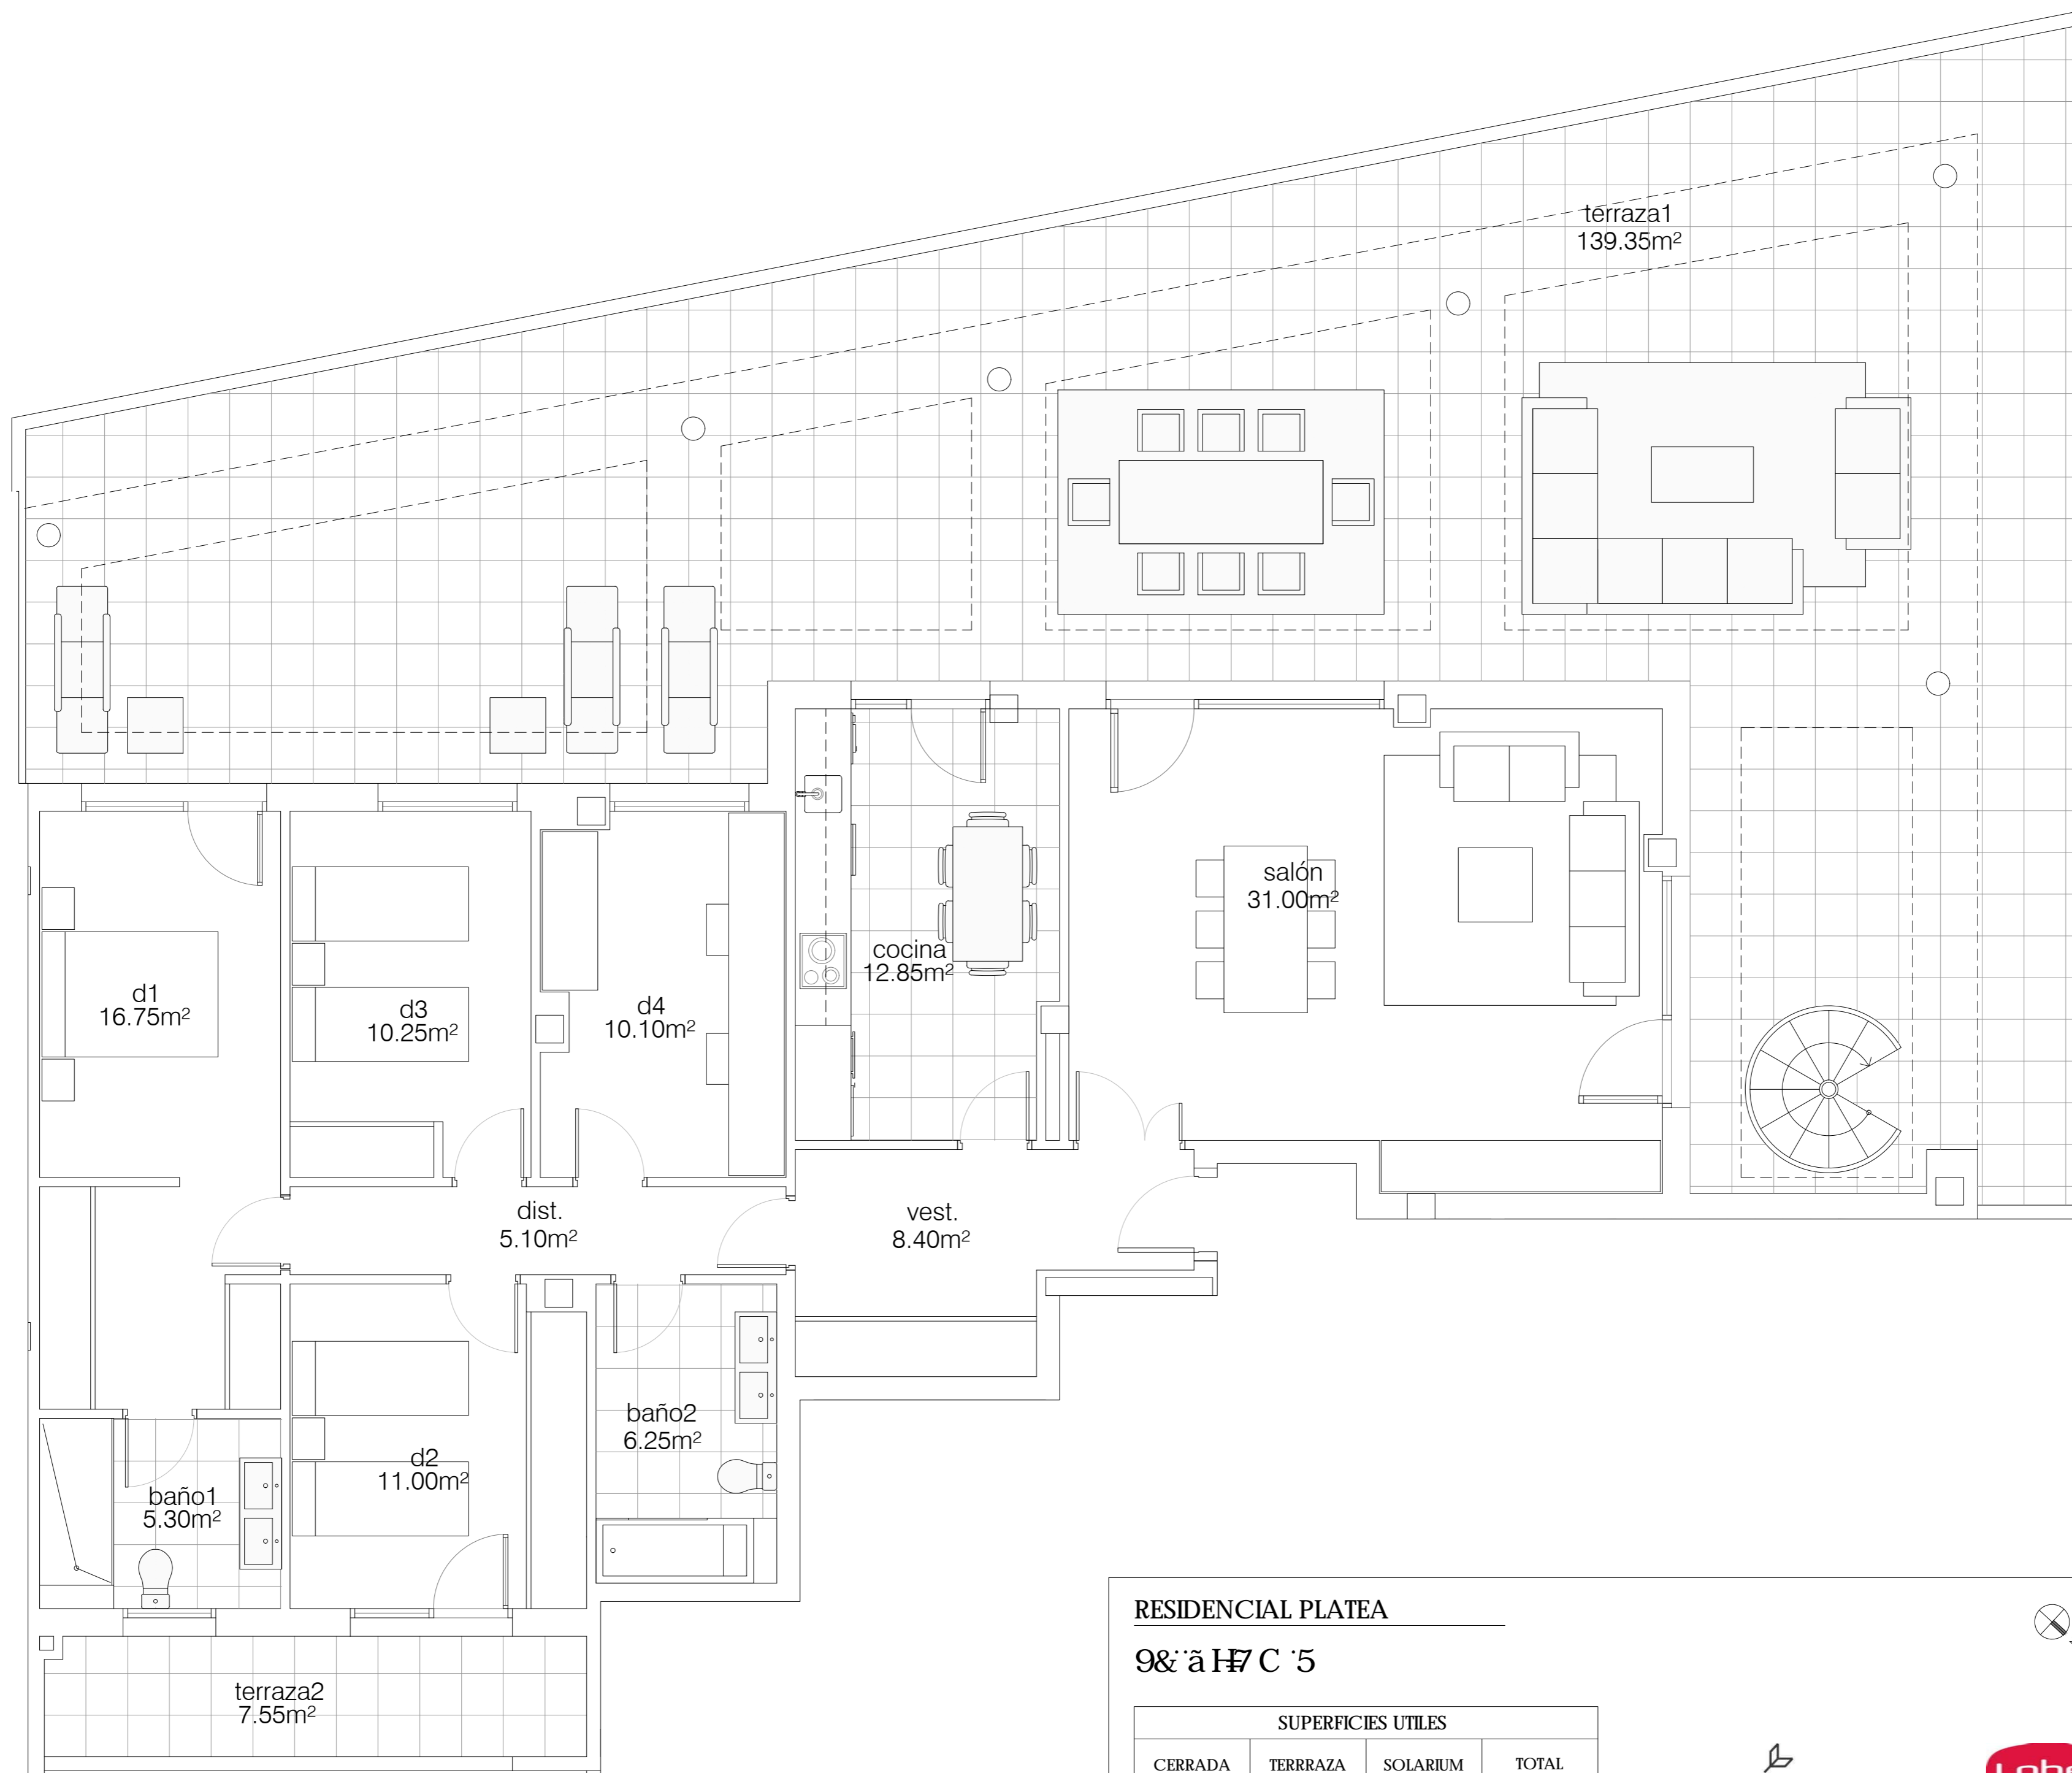 terraza1
139.35m²
salón
31.00m²
cocina
12.85m²
d1
16.75m²
d3
10.25m²
d4
10.10m²
dist.
5.10m²
vest.
8.40m²
baño2
6.25m²
d2
11.00m²
baño1
5.30m²
terraza2
7.55m²
RESIDENCIAL PLATEA
SUPERFICIES UTILES
CERRADA TERRRAZA SOLARIUM TOTAL